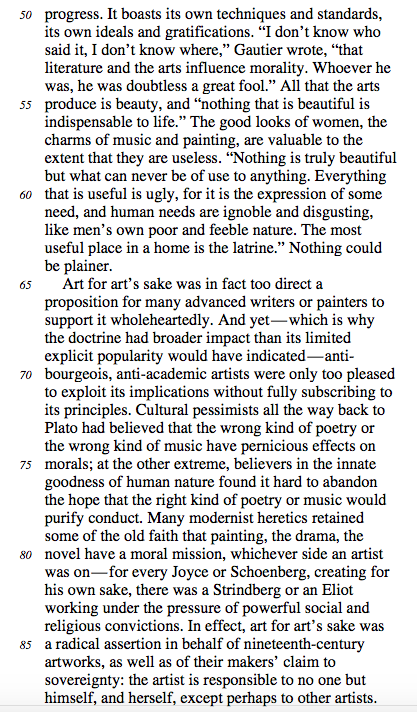 50 progress. It boasts its own techniques and standards,
its own ideals and gratifications. “I don’t know who
said it, I don’t know where,” Gautier wrote, “that
literature and the arts influence morality. Whoever he
was, he was doubtless a great fool.” All that the arts
55 produce is beauty, and “nothing that is beautiful is
indispensable to life.” The good looks of women, the
charms of music and painting, are valuable to the
extent that they are useless. “Nothing is truly beautiful
but what can never be of use to anything. Everything
60 that is useful is ugly, for it is the expression of some
need, and human needs are ignoble and disgusting,
like men’s own poor and feeble nature. The most
useful place in a home is the latrine.” Nothing could
be plainer.
65 Art for art’s sake was in fact too direct a
proposition for many advanced writers or painters to
support it wholeheartedly. And yet—which is why
the doctrine had broader impact than its limited
explicit popularity would have indicated—anti-
70 bourgeois, anti-academic artists were only too pleased
to exploit its implications without fully subscribing to
its principles. Cultural pessimists all the way back to
Plato had believed that the wrong kind of poetry or
the wrong kind of music have pernicious effects on
75 morals; at the other extreme, believers in the innate
goodness of human nature found it hard to abandon
the hope that the right kind of poetry or music would
purify conduct. Many modernist heretics retained
some of the old faith that painting, the drama, the
80 novel have a moral mission, whichever side an artist
was on—for every Joyce or Schoenberg, creating for
his own sake, there was a Strindberg or an Eliot
working under the pressure of powerful social and
religious convictions. In effect, art for art’s sake was
85 a radical assertion in behalf of nineteenth-century
artworks, as well as of their makers’ claim to
sovereignty: the artist is responsible to no one but
himself, and herself, except perhaps to other artists.